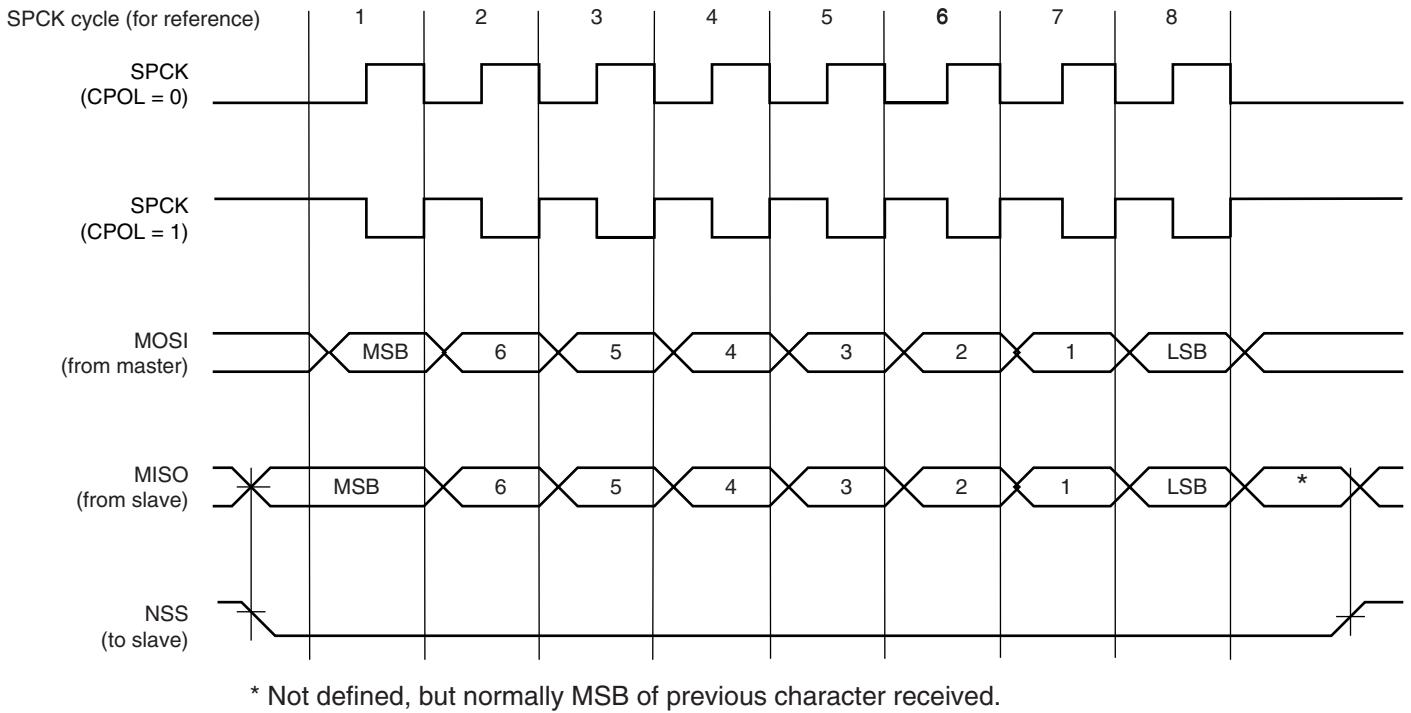 SPCK cycle (for reference) 1 2 3 4 5 6 7 8
SPCK
(CPOL = 0)
SPCK
(CPOL = 1)
MOSI
(from master)
MSB 6 5 4 3 2 1 LSB
MISO
(from slave)
MSB 6 5 4 3 2 1 LSB *
NSS
(to slave)
* Not defined, but normally MSB of previous character received.